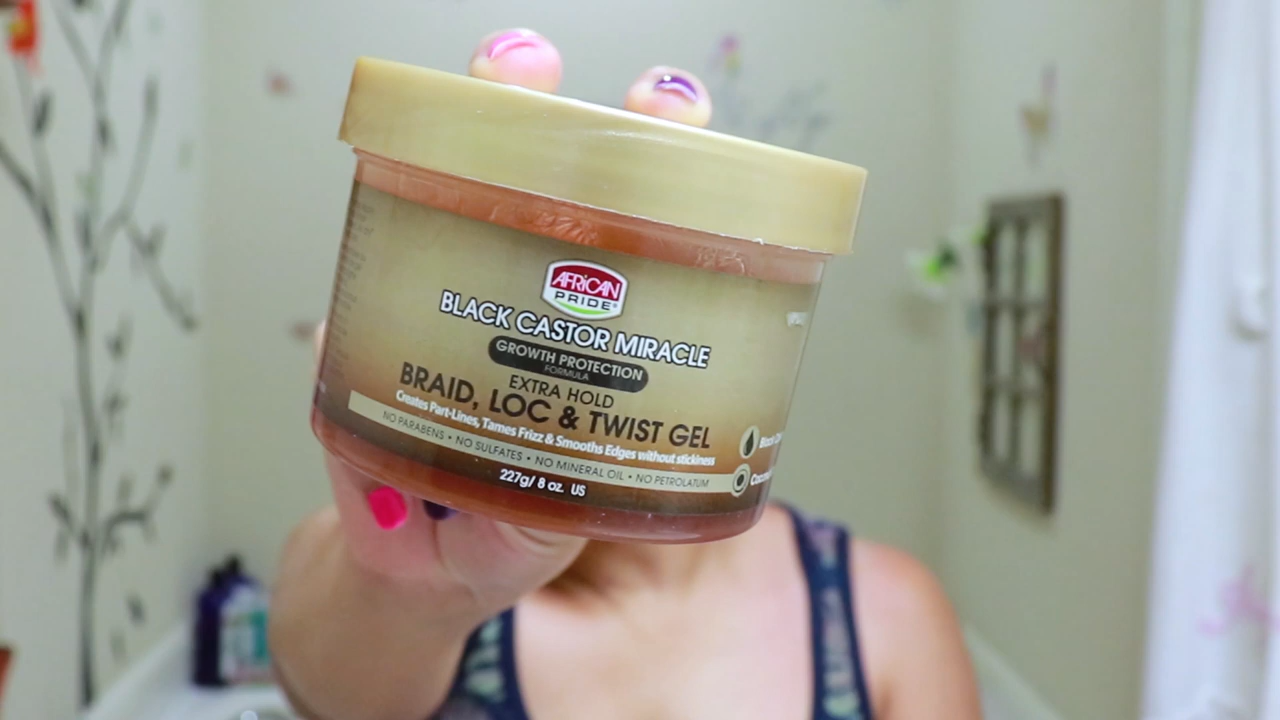 AFRICAN
PRIDE®
BLACK CASTOR MIRACLE
GROWTH PROTECTION
FORMULA
EXTRA HOLD
BRAID, LOC & TWIST GEL
Creates Part-Lines, Tames Frizz & Smooths Edges without stickiness
NO PARABENS • NO SULFATES • NO MINERAL OIL • NO PETROLATUM
227g/ 8 oz. US
Black